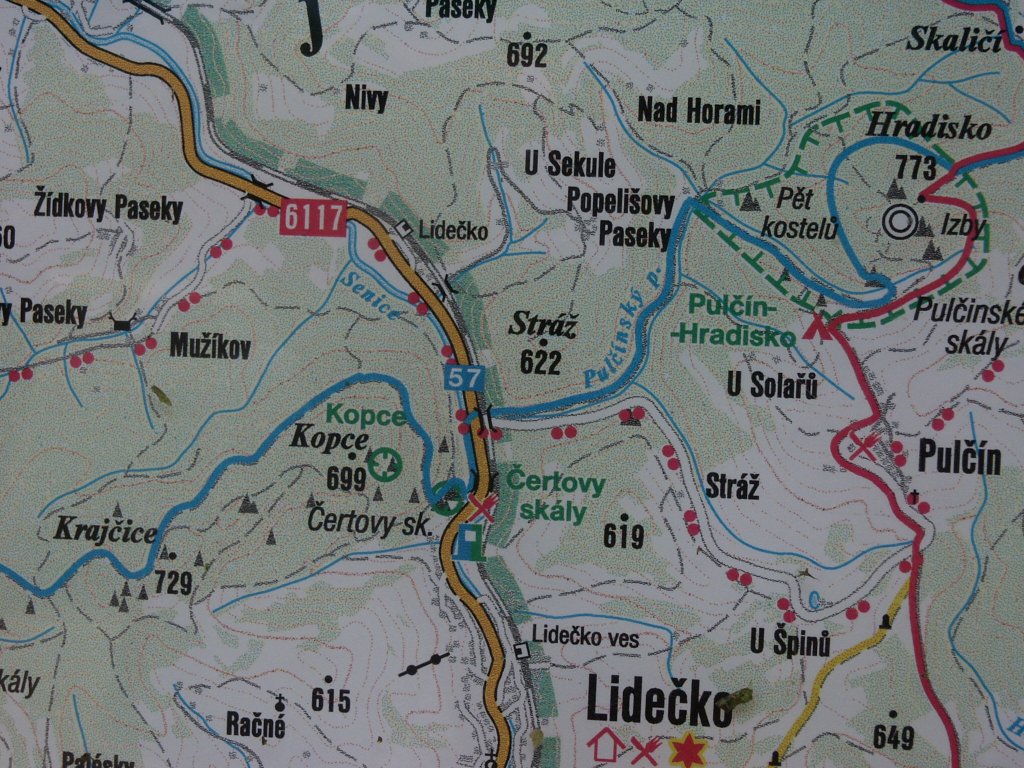 Paseky
692
Skaličí
Nivy
Nad Horami
Hradisko
773
U Sekule
Popelišovy
Paseky
Pět
kostelů
Izby
Žídkovy Paseky
6117
Lidečko
Senice
Pulčínský p.
Stráž
622
Pulčín-
-Hradisko
Pulčinské
skály
Paseky
Mužíkov
57
U Solařů
Kopce
Kopce
699
Pulčín
Čertovy
skály
Čertovy sk.
Stráž
Krajčice
729
619
U Špinů
Lidečko ves
Lidečko
615
Račné
649